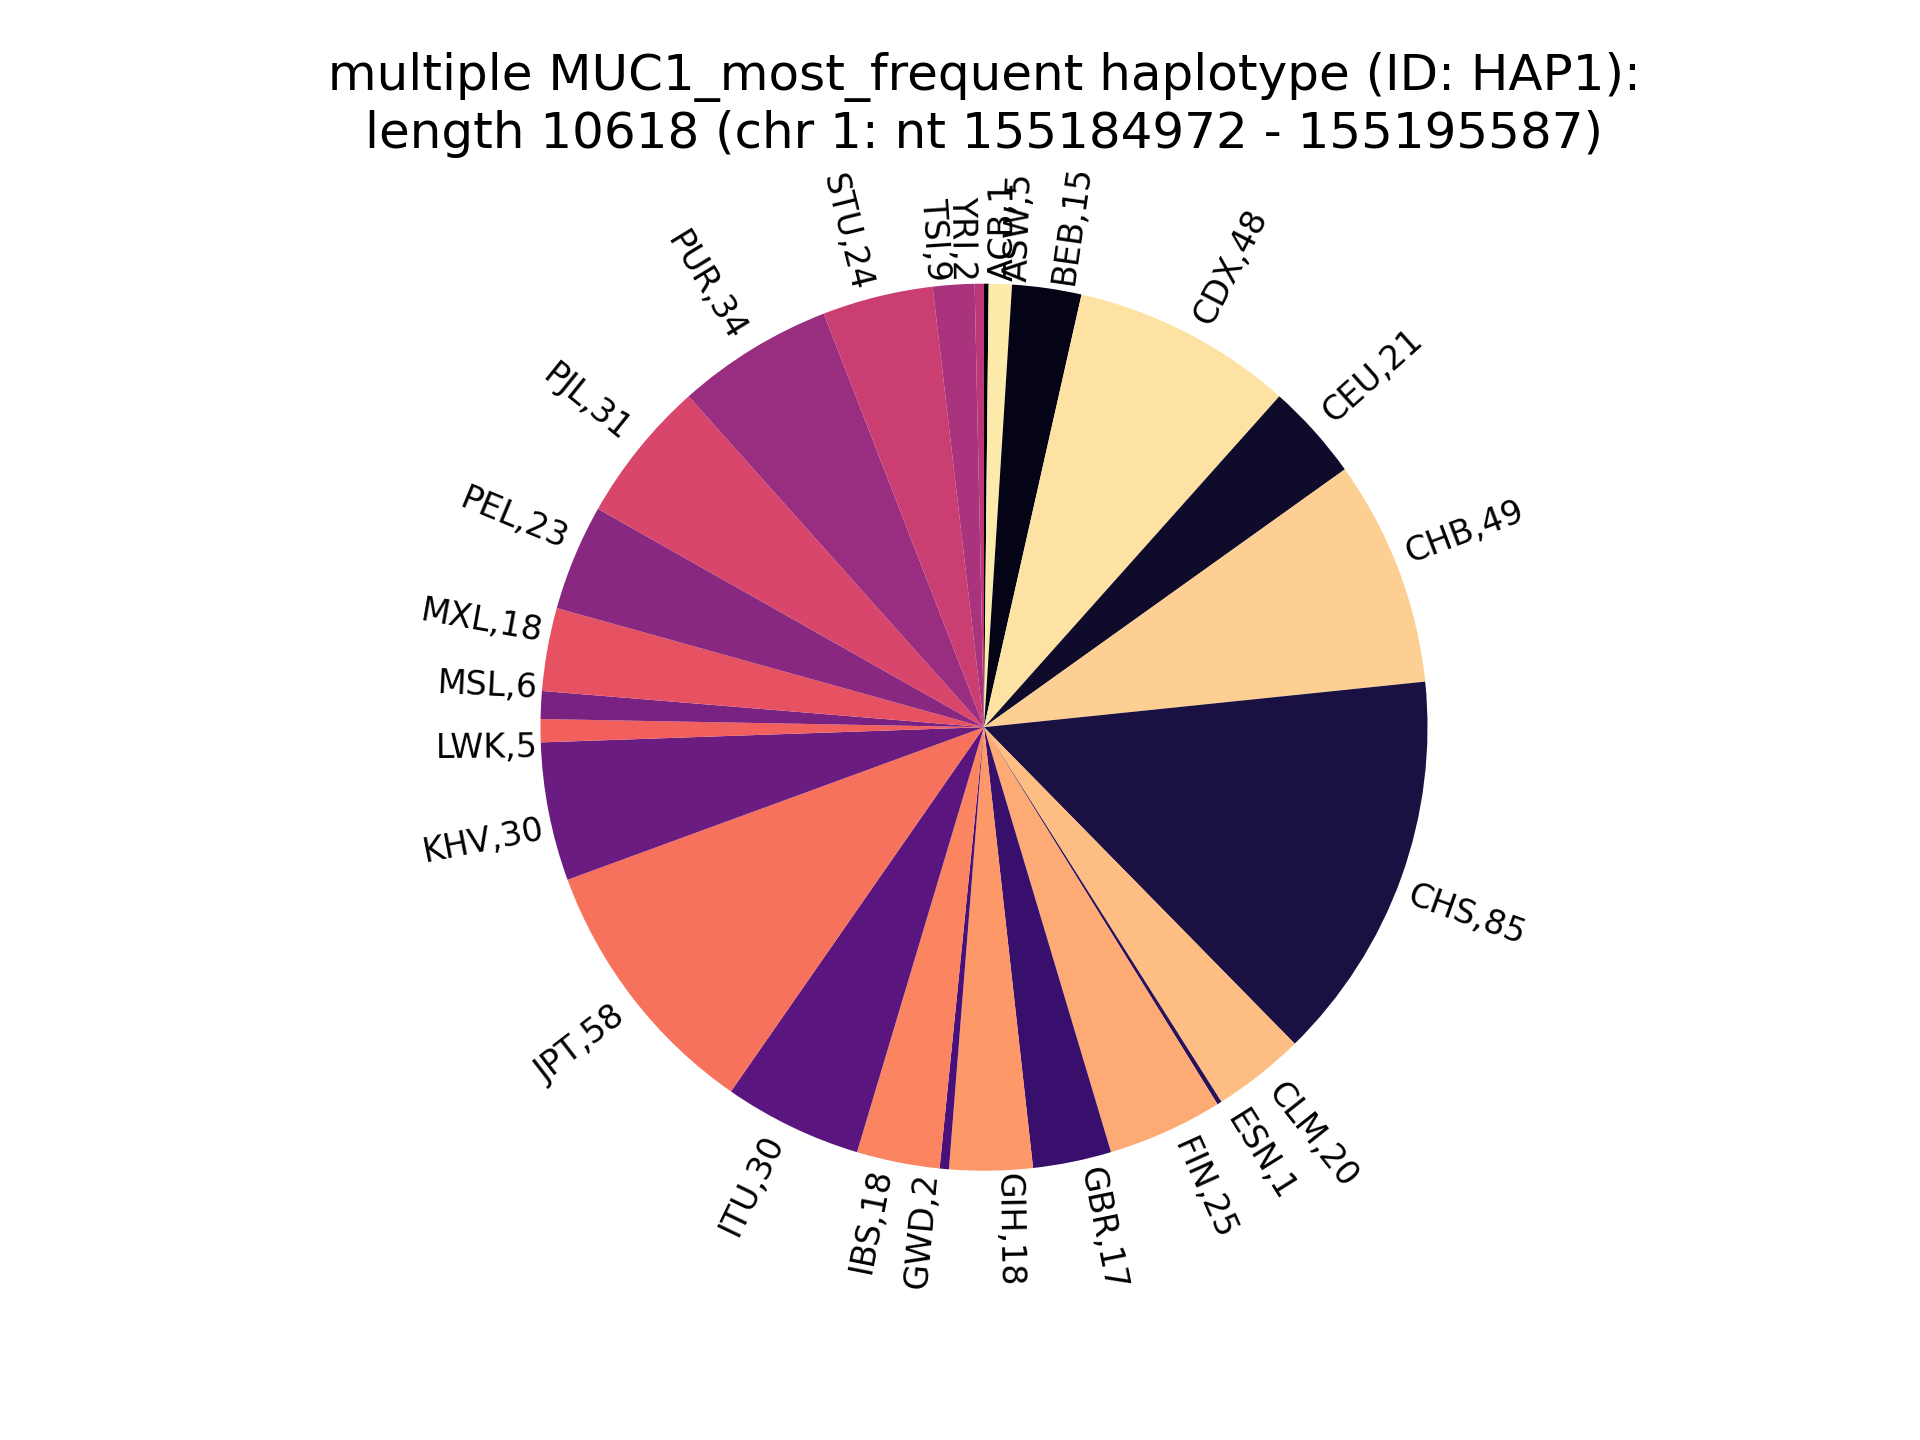 multiple MUC1_most_frequent haplotype (ID: HAP1):
length 10618 (chr 1: nt 155184972 - 155195587)
ACB,1
ASW,5
BEB,15
CDX,48
CEU,21
CHB,49
CHS,85
CLM,20
ESN,1
FIN,25
GBR,17
GIH,18
GWD,2
IBS,18
ITU,30
JPT,58
KHV,30
LWK,5
MSL,6
MXL,18
PEL,23
PJL,31
PUR,34
STU,24
TSI,9
YRI,2